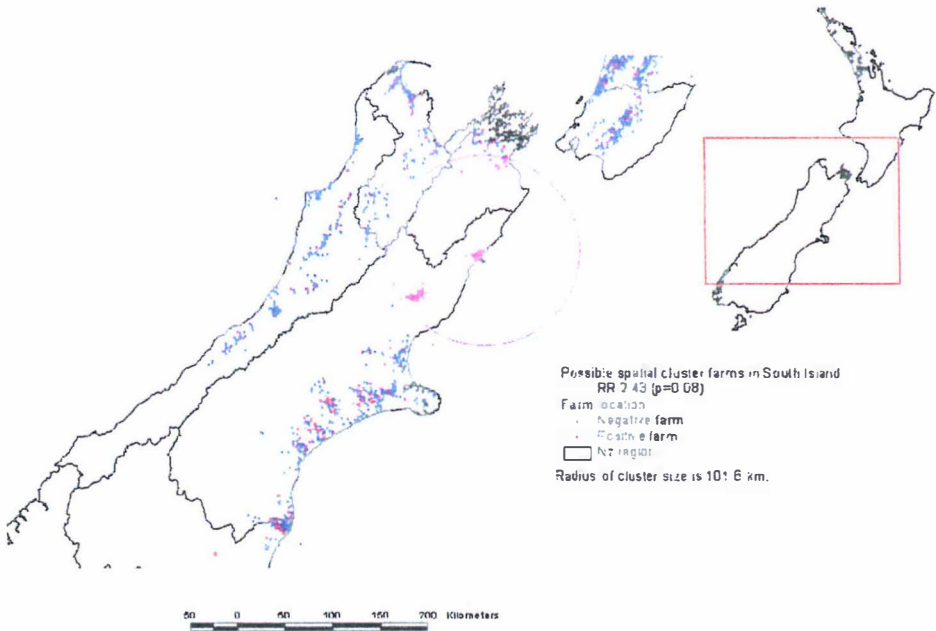 Possible spatial cluster farms in South Island
RR 2.43 (p=0.08)
Farm location
Negative farm
Positive farm
NZ region
Radius of cluster size is 101.6 km.
50 0 50 100 150 200 Kilometers